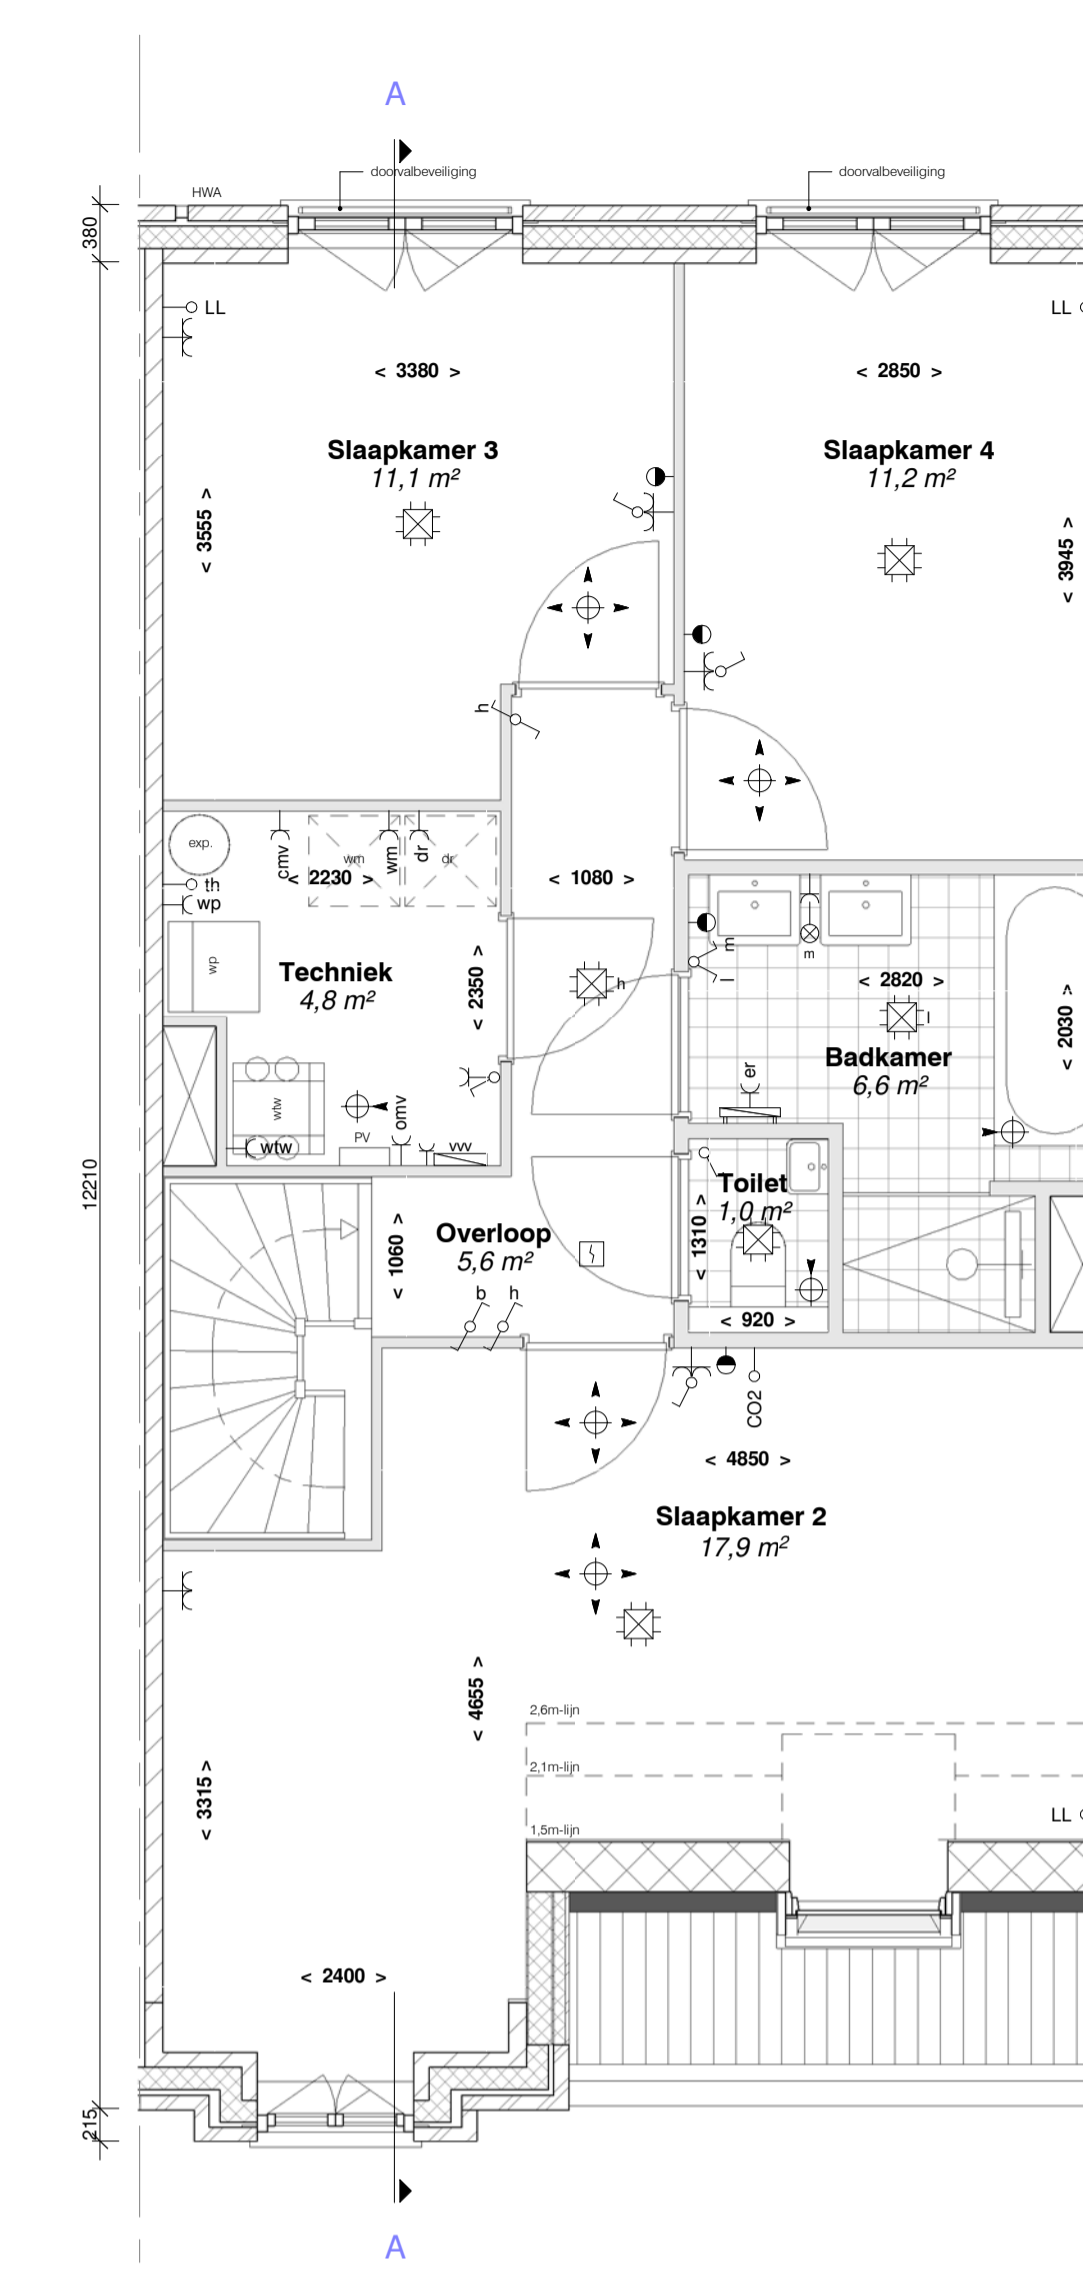 A
doorvalbeveiliging
doorvalbeveiliging
HWA
380
LL
LL
< 3380 >
< 2850 >
Slaapkamer 3
11,1 m²
Slaapkamer 4
11,2 m²
< 3555 >
< 3945 >
h
exp.
cmv
wm
wm
dr
dr
< 2230 >
< 1080 >
th
wp
wp
m
l
m
< 2820 >
Techniek
4,8 m²
< 2350 >
h
l
< 2030 >
Badkamer
6,6 m²
er
wtw
wtw
PV
omv
vvv
12210
Toilet
1,0 m²
< 1310 >
< 920 >
Overloop
5,6 m²
< 1060 >
b
h
CO2
< 4850 >
Slaapkamer 2
17,9 m²
< 4655 >
2,6m-lijn
2,1m-lijn
1,5m-lijn
< 3315 >
LL
< 2400 >
215
A